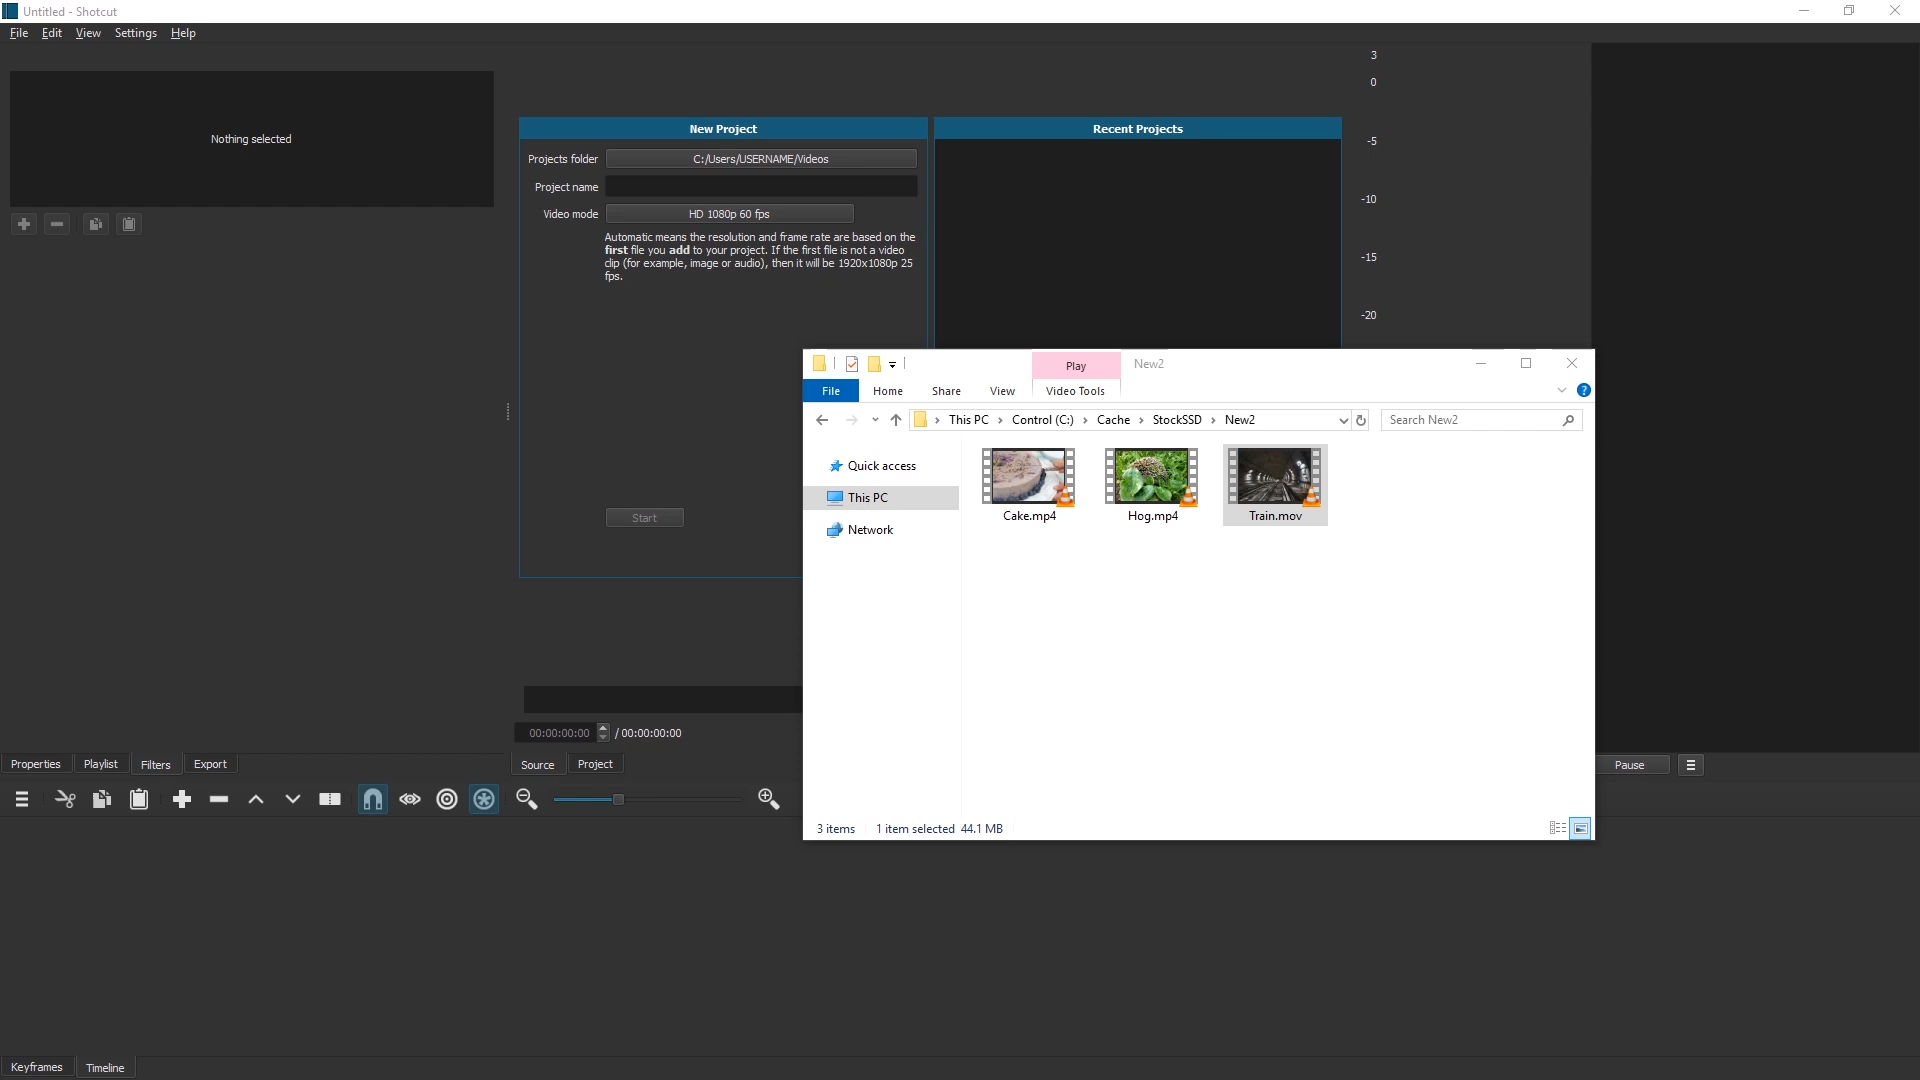 Untitled - Shotcut
File Edit View Settings Help
Nothing selected
New Project
Projects folder C:/Users/USERNAME/Videos
Project name
Video mode HD 1080p 60 fps
Automatic means the resolution and frame rate are based on the
first file you add to your project. If the first file is not a video
clip (for example, image or audio), then it will be 1920x1080p 25
fps.
Start
Recent Projects
3
0
-5
-10
-15
-20
Play New2
File Home Share View Video Tools
This PC Control (C:) Cache StockSSD New2 Search New2
Quick access
This PC
Network
Cake.mp4 Hog.mp4 Train.mov
3 items 1 item selected 44.1 MB
00:00:00:00 / 00:00:00:00
Properties Playlist Filters Export Source Project Pause
Keyframes Timeline